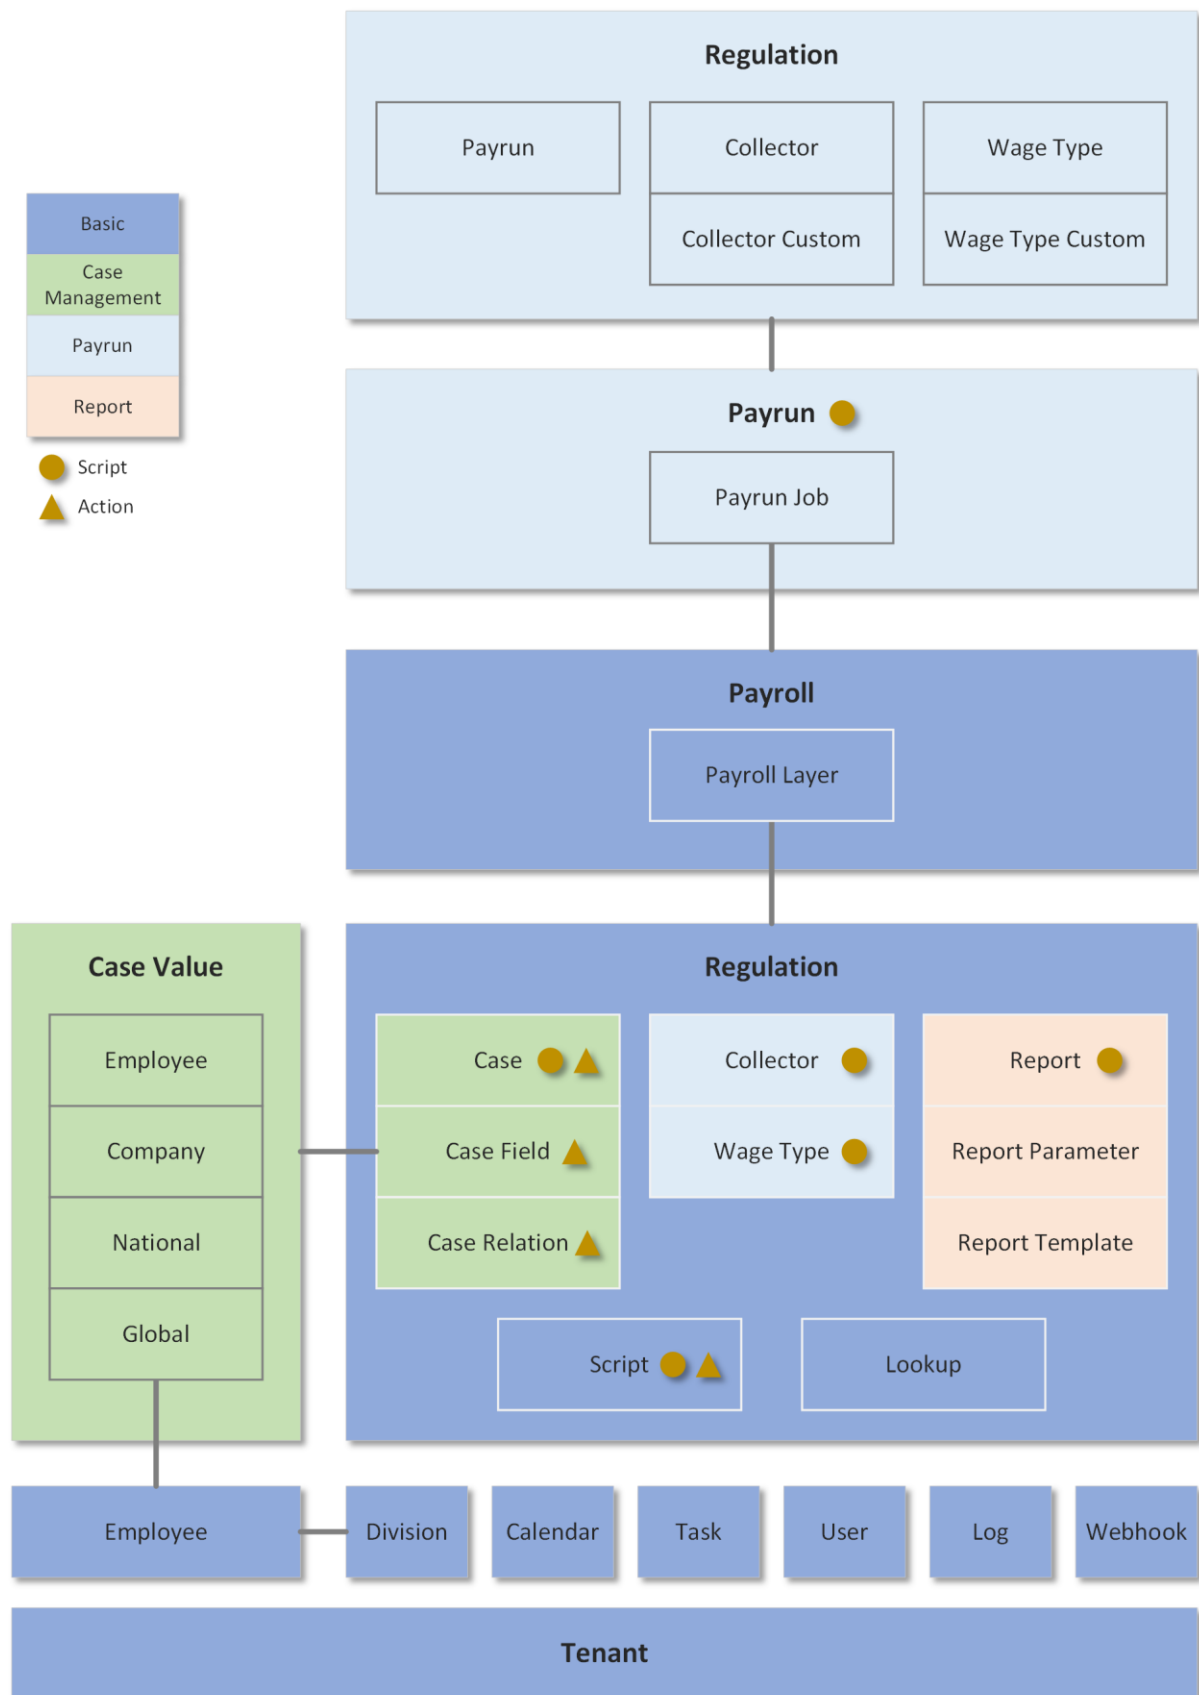 Regulation
Payrun
Collector
Wage Type
Collector Custom
Wage Type Custom
Basic
Case
Management
Payrun
Report
Script
Action
Payrun
Payrun Job
Payroll
Payroll Layer
Case Value
Employee
Company
National
Global
Regulation
Case
Case Field
Case Relation
Collector
Wage Type
Report
Report Parameter
Report Template
Script
Lookup
Employee
Division
Calendar
Task
User
Log
Webhook
Tenant